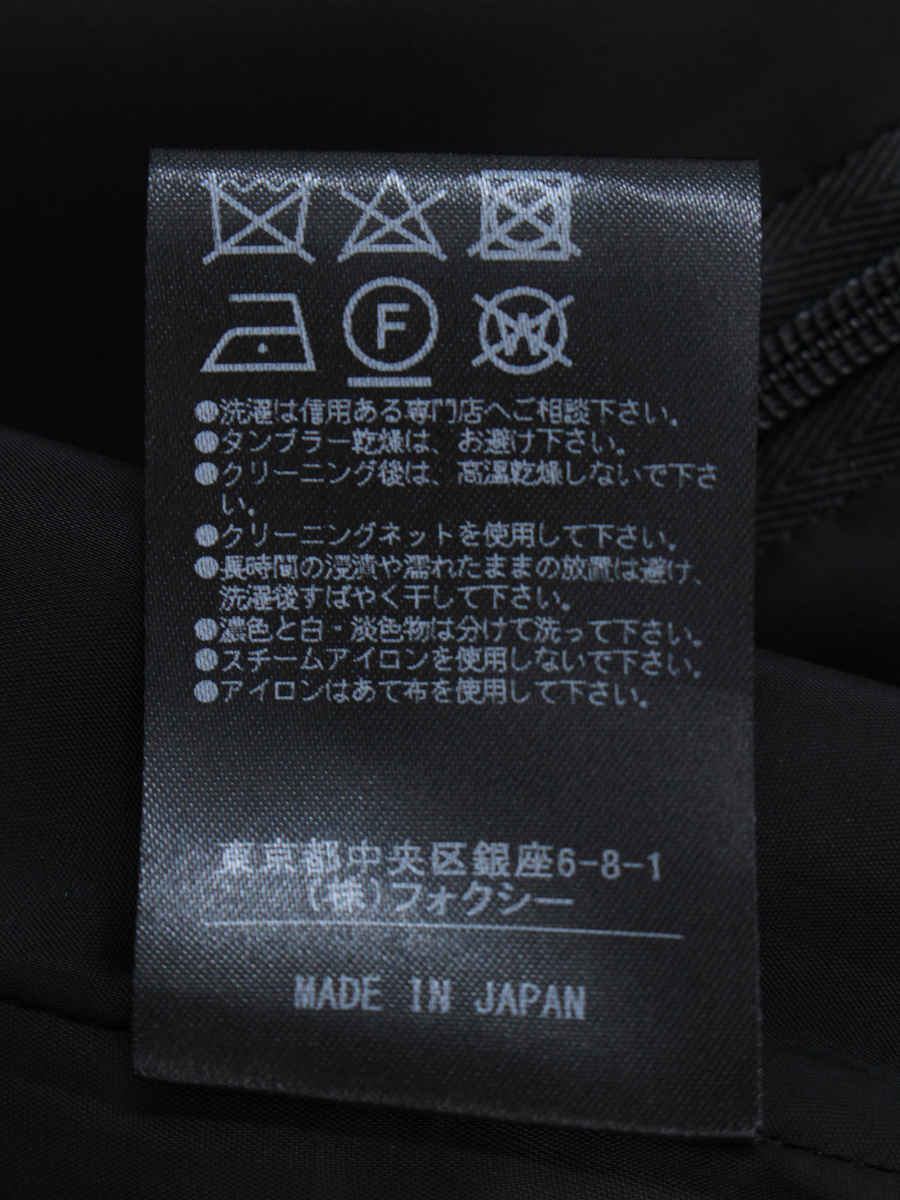 F
W
●洗濯は信用ある専門店へご相談下さい。
●タンブラー乾燥は、お避け下さい。
●クリーニング後は、高温乾燥しないで下さ
い。
●クリーニングネットを使用して下さい。
●長時間の浸漬や濡れたままの放置は避け、
洗濯後すばやく干して下さい。
●濃色と白・淡色物は分けて洗って下さい。
●スチームアイロンを使用しないで下さい。
●アイロンはあて布を使用して下さい。
東京都中央区銀座6-8-1
(株)フォクシー
MADE IN JAPAN